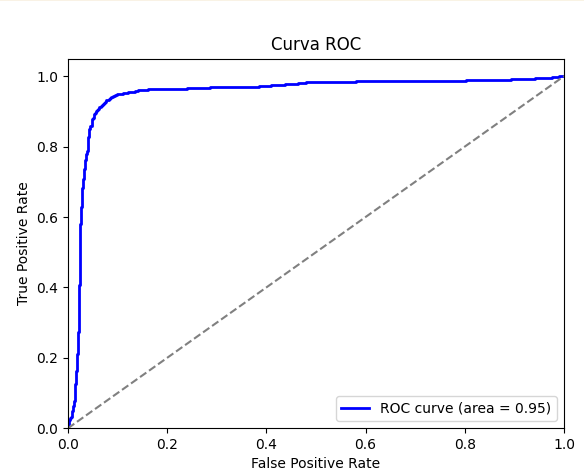 Curva ROC
1.0
0.8
0.6
0.4
0.2
0.0
True Positive Rate
ROC curve (area = 0.95)
0.0 0.2 0.4 0.6 0.8 1.0
False Positive Rate